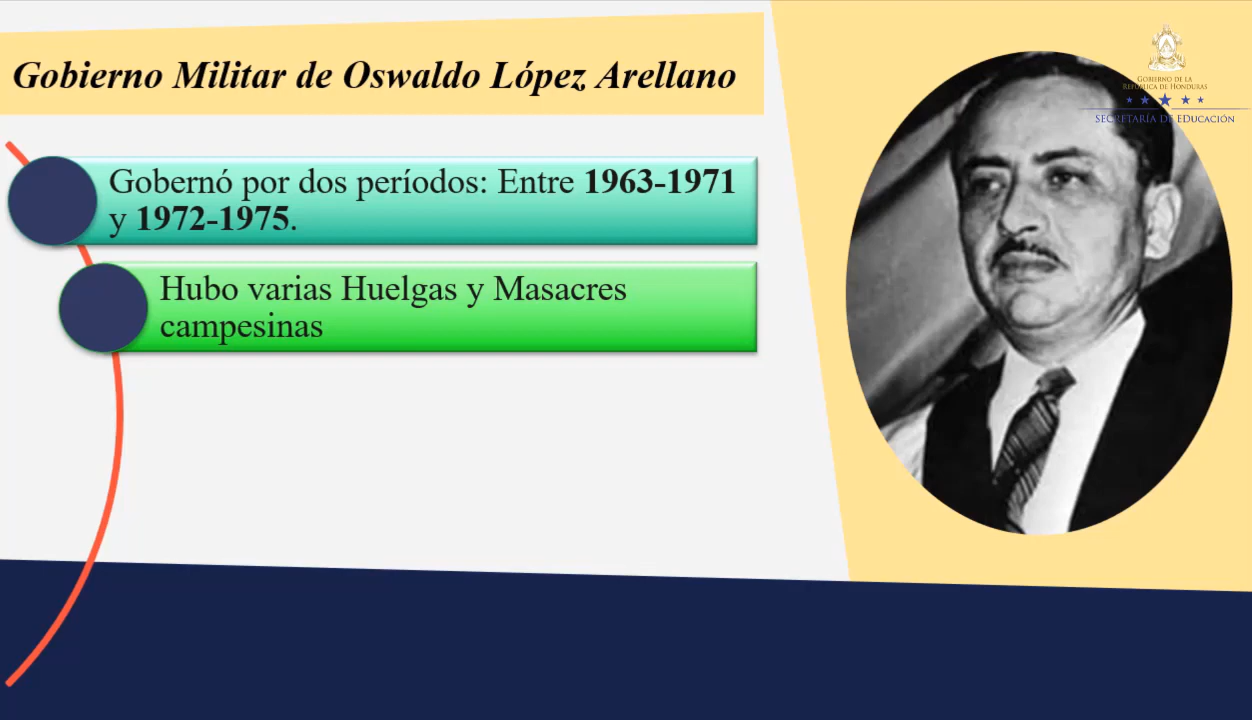 Gobierno Militar de Oswaldo López Arellano
GOBIERNO DE LA
REPÚBLICA DE HONDURAS
SECRETARÍA DE EDUCACIÓN
Gobernó por dos períodos: Entre 1963-1971
y 1972-1975.
Hubo varias Huelgas y Masacres
campesinas